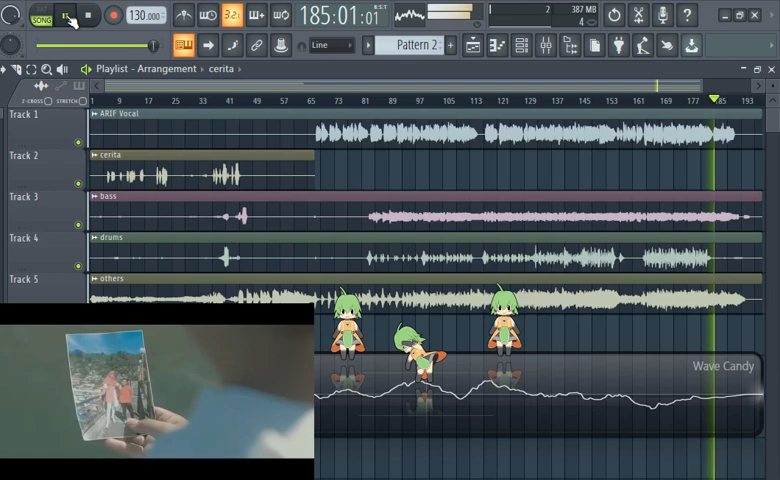 PAT
SONG
130.000
3.2.
185:01:01
B:S:T
2
387 MB
4
Line
Pattern 2
Playlist - Arrangement › cerita
Z-CROSS STRETCH
1 9 17 25 33 41 49 57 65 73 81 89 97 105 113 121 129 137 145 153 161 169 177 185 193
Track 1
ARIF Vocal
Track 2
cerita
Track 3
bass
Track 4
drums
Track 5
others
Wave Candy